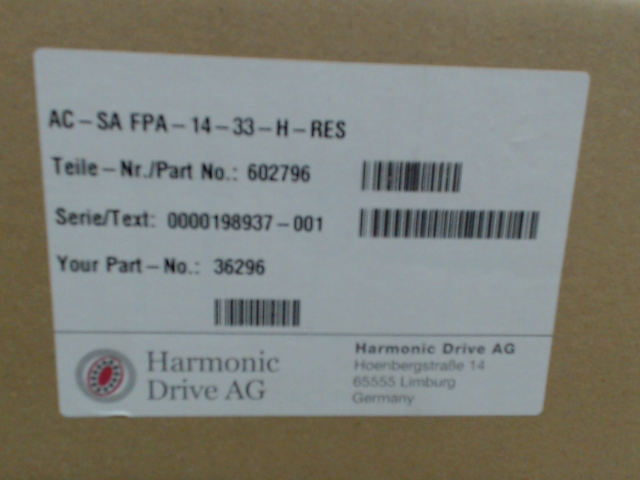 AC-SA FPA-14-33-H-RES
Teile-Nr./Part No.: 602796
Serie/Text: 0000198937-001
Your Part-No.: 36296
Harmonic Drive AG
Harmonic Drive AG
Hoenbergstraße 14
65555 Limburg
Germany